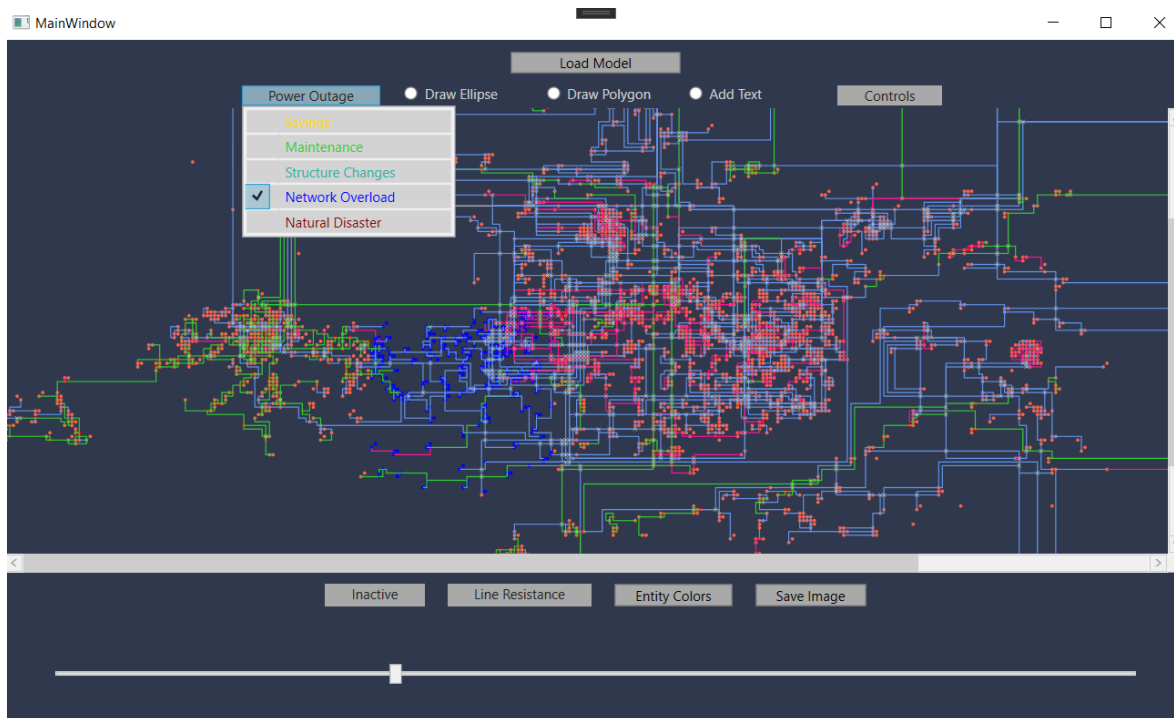 MainWindow
Load Model
Power Outage
Draw Ellipse
Draw Polygon
Add Text
Controls
Savings
Maintenance
Structure Changes
Network Overload
Natural Disaster
Inactive
Line Resistance
Entity Colors
Save Image